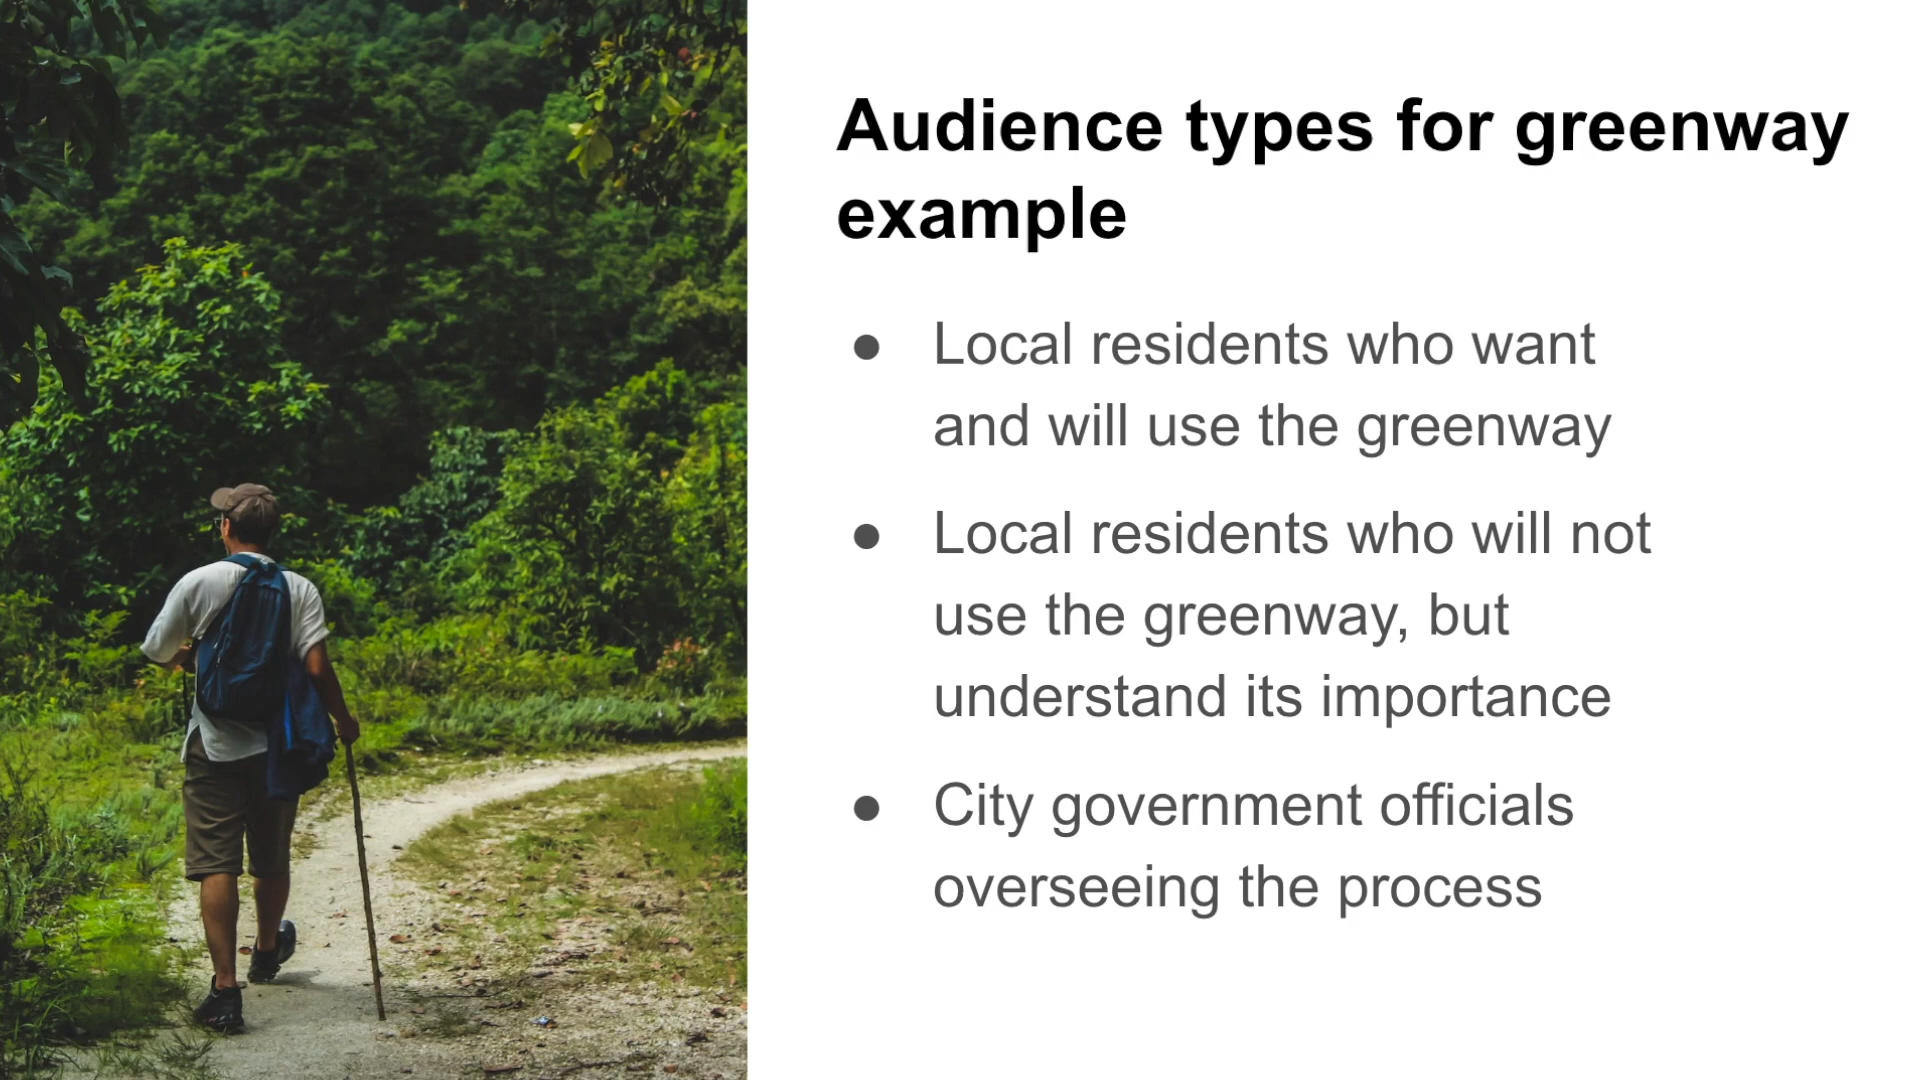 Audience types for greenway
example
● Local residents who want
and will use the greenway
● Local residents who will not
use the greenway, but
understand its importance
● City government officials
overseeing the process